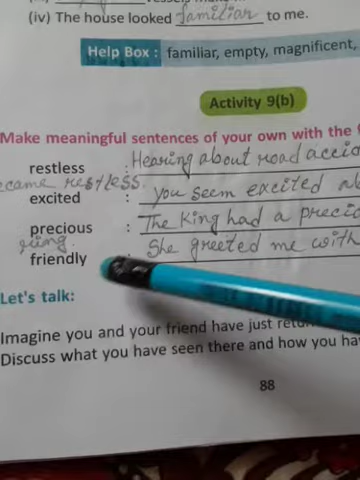 (iv) The house looked familiar to me.
Help Box : familiar, empty, magnificent,
Activity 9(b)
Make meaningful sentences of your own with the
restless : Hearing about road accid
ecame restless.
excited : you seem excited ab
precious : The King had a precio
friendly : She greeted me with
Let's talk:
Imagine you and your friend have just retu
Discuss what you have seen there and how you ha
88